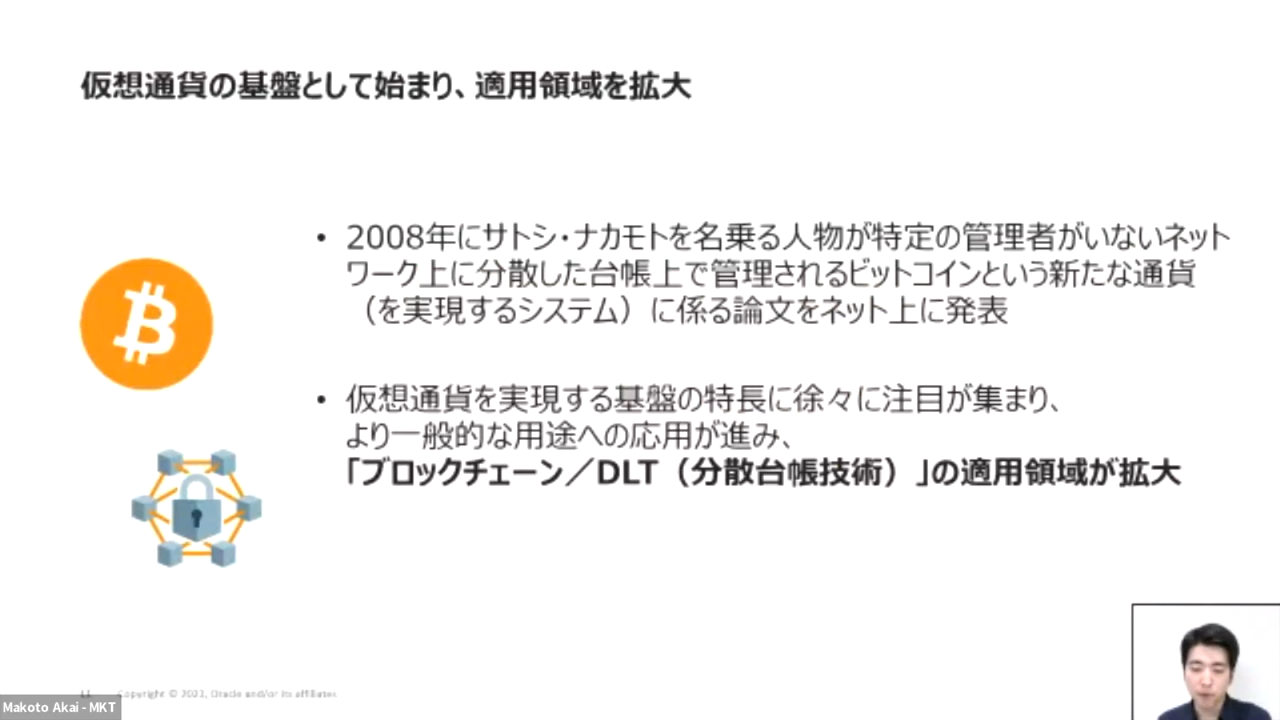 仮想通貨の基盤として始まり、適用領域を拡大
• 2008年にサトシ・ナカモトを名乗る人物が特定の管理者がいないネット
ワーク上に分散した台帳上で管理されるビットコインという新たな通貨
（を実現するシステム）に係る論文をネット上に発表
• 仮想通貨を実現する基盤の特長に徐々に注目が集まり、
より一般的な用途への応用が進み、
「ブロックチェーン／DLT（分散台帳技術）」の適用領域が拡大
Copyright © 2021, Oracle and/or its affiliates
Makoto Akai - MKT